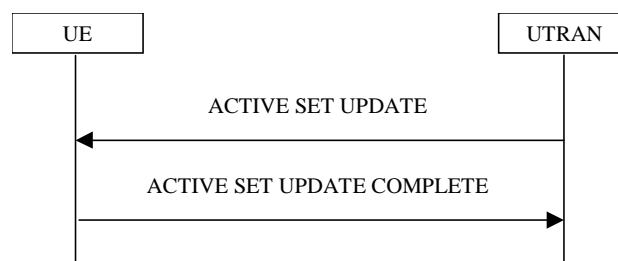 UE
UTRAN
ACTIVE SET UPDATE
ACTIVE SET UPDATE COMPLETE